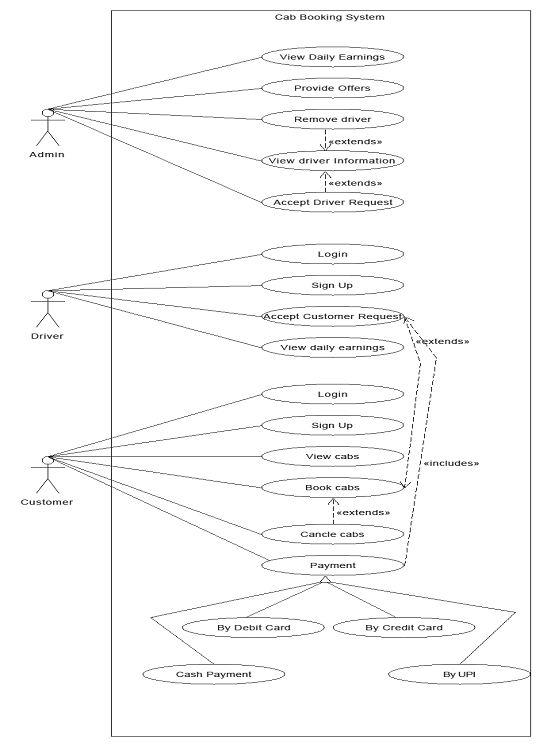 Cab Booking System
View Daily Earnings
Provide Offers
Remove driver
«extends»
Admin
View driver Information
«extends»
Accept Driver Request
Login
Sign Up
Accept Customer Request
Driver
«extends»
View daily earnings
Login
Sign Up
View cabs
«includes»
Book cabs
Customer
«extends»
Cancle cabs
Payment
By Debit Card
By Credit Card
Cash Payment
By UPI